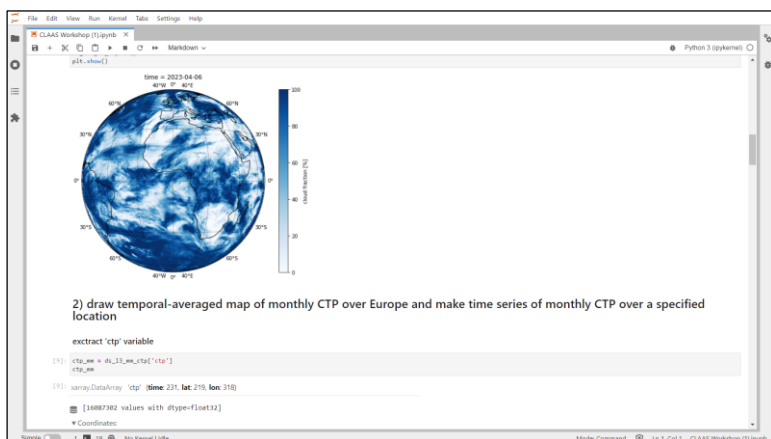 File Edit View Run Kernel Tabs Settings Help
CLAAS Workshop (1).ipynb
Markdown
Python 3 (ipykernel)
plt.show()
time = 2023-04-06
40°W 0° 40°E
60°N 60°N
30°N 30°N
0° 0°
30°S 30°S
60°S 60°S
40°W 0° 40°E
100
80
60
40
20
0
cloud fraction [%]
2) draw temporal-averaged map of monthly CTP over Europe and make time series of monthly CTP over a specified
location
exctract 'ctp' variable
[9]: ctp_mm = ds_l3_mm_ctp['ctp']
ctp_mm
[9]: xarray.DataArray 'ctp' (time: 231, lat: 219, lon: 318)
[16087302 values with dtype=float32]
Coordinates:
Simple
No Kernel | Idle
Mode: Command
Ln 1, Col 1
CLAAS Workshop (1).ipynb